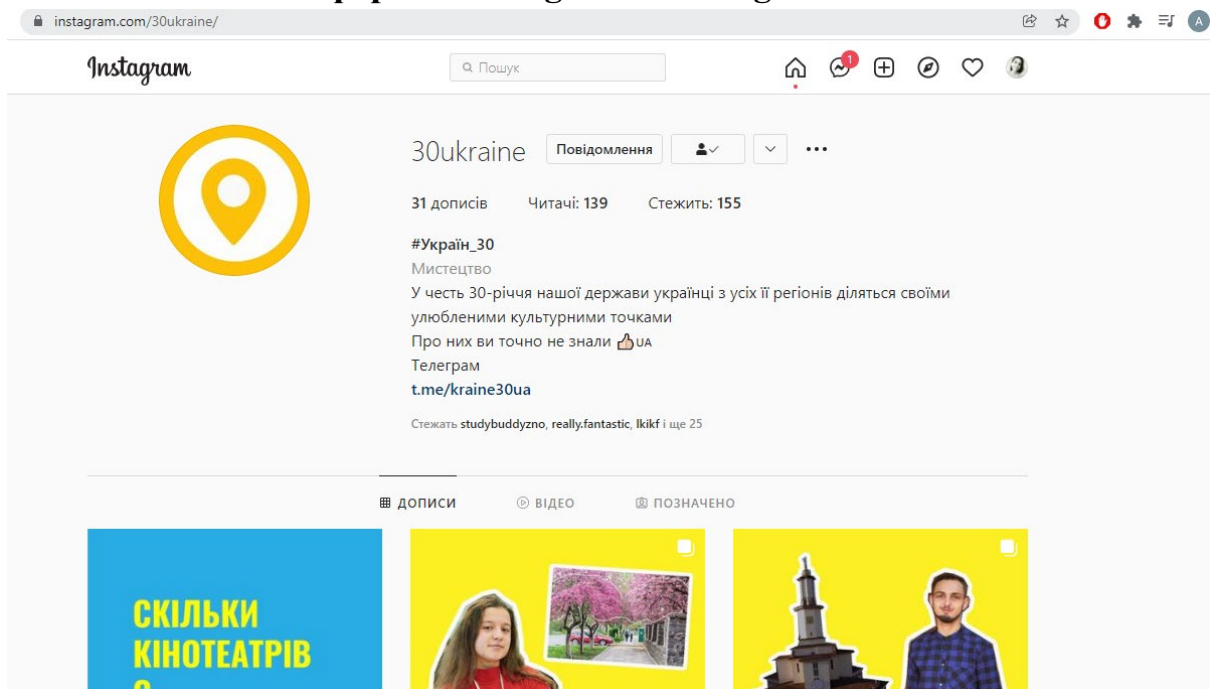 instagram.com/30ukraine/
Instagram
Пошук
1
A
30ukraine
Повідомлення
31 дописів Читачі: 139 Стежить: 155
#Україн_30
Мистецтво
У честь 30-річчя нашої держави українці з усіх її регіонів діляться своїми
улюбленими культурними точками
Про них ви точно не знали 👍🏻UA
Телеграм
t.me/kraine30ua
Стежать studybuddyzno, really.fantastic, lkikf і ще 25
ДОПИСИ ВІДЕО ПОЗНАЧЕНО
СКІЛЬКИ
КІНОТЕАТРІВ